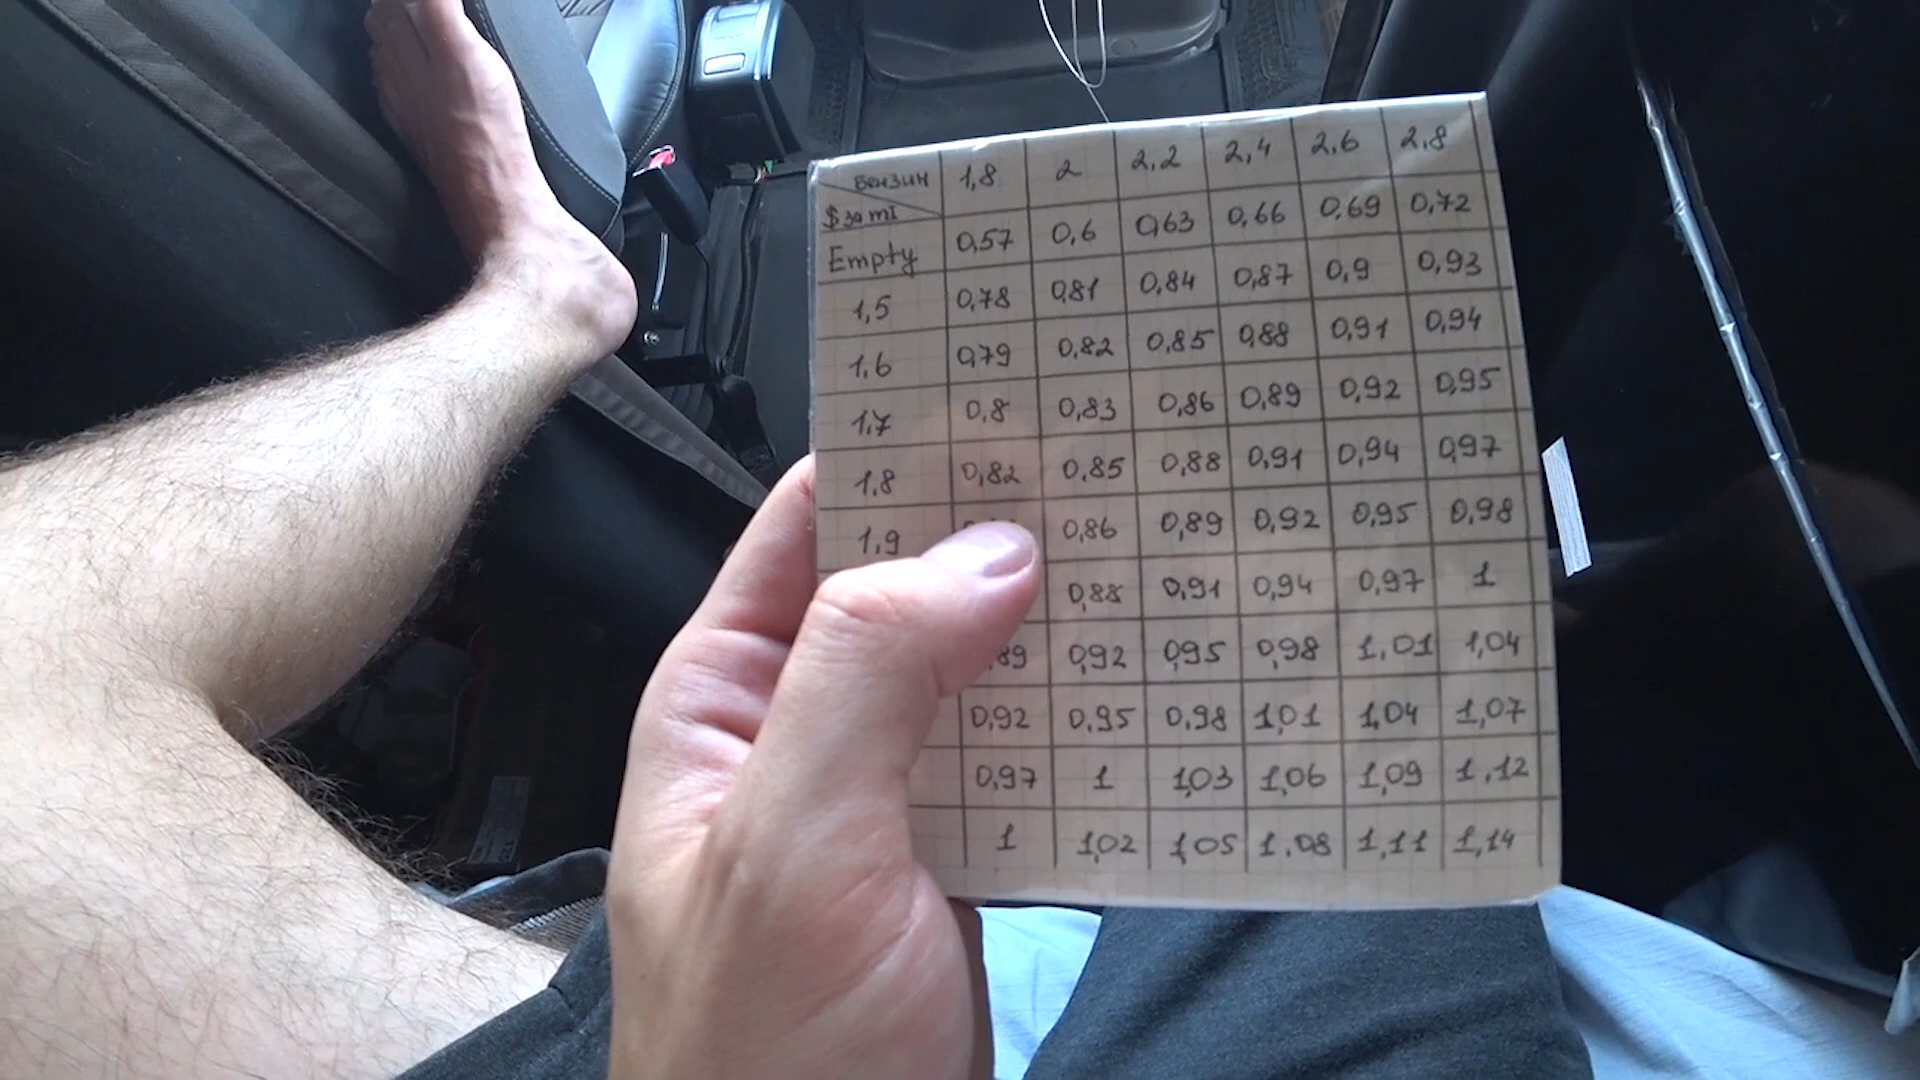 Бензин 1,8 2 2,2 2,4 2,6 2,8
$ за mI
Empty 0,57 0,6 0,63 0,66 0,69 0,72
1,5 0,78 0,81 0,84 0,87 0,9 0,93
1,6 0,79 0,82 0,85 0,88 0,91 0,94
1,7 0,8 0,83 0,86 0,89 0,92 0,95
1,8 0,82 0,85 0,88 0,91 0,94 0,97
1,9 0,86 0,89 0,92 0,95 0,98
0,88 0,91 0,94 0,97 1
,89 0,92 0,95 0,98 1,01 1,04
0,92 0,95 0,98 1,01 1,04 1,07
0,97 1 1,03 1,06 1,09 1,12
1 1,02 1,05 1.08 1,11 1,14